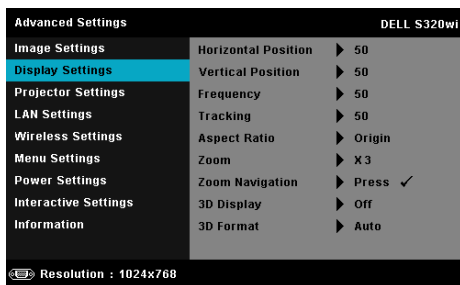 Advanced Settings DELL S320wi
Image Settings Horizontal Position 50
Display Settings Vertical Position 50
Projector Settings Frequency 50
LAN Settings Tracking 50
Wireless Settings Aspect Ratio Origin
Menu Settings Zoom X3
Power Settings Zoom Navigation Press ✓
Interactive Settings 3D Display Off
Information 3D Format Auto
Resolution : 1024x768